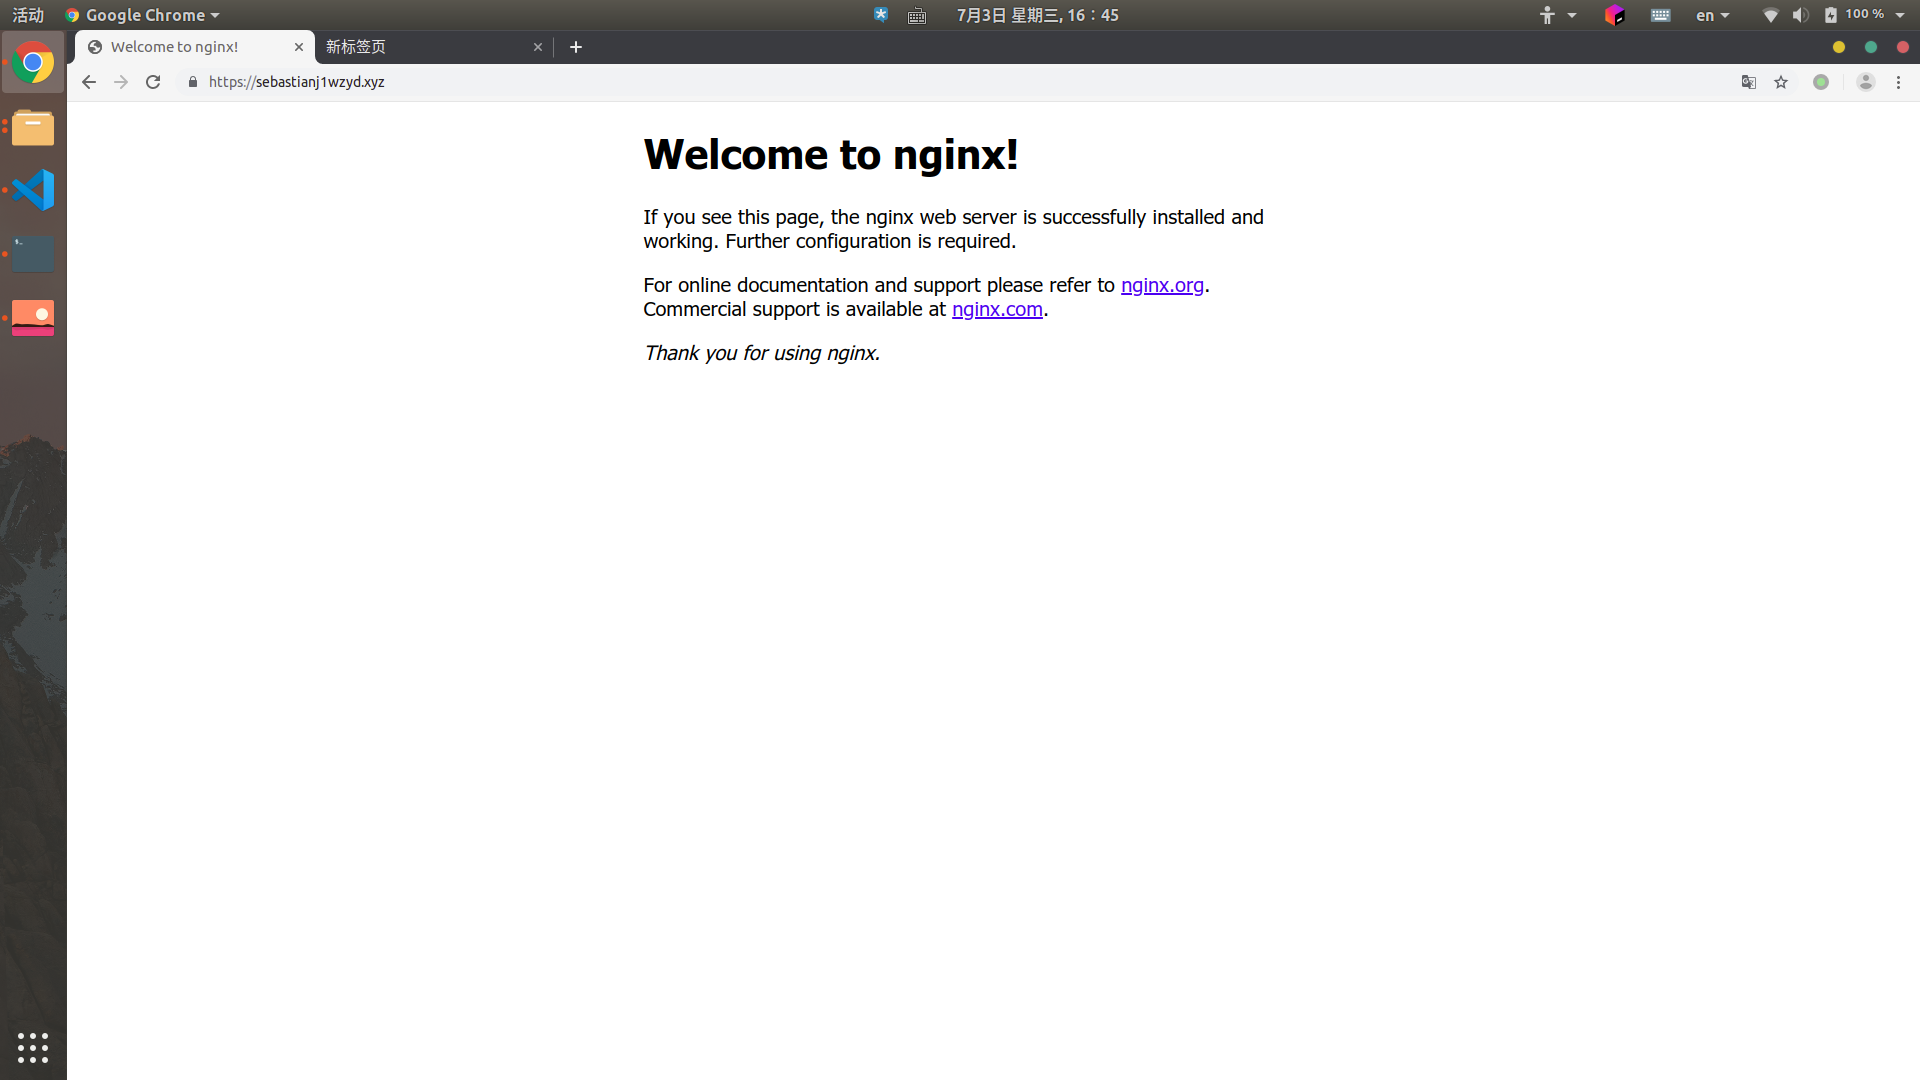 活动 Google Chrome 7月3日 星期三, 16：45 en 100 %
Welcome to nginx! 新标签页
https://sebastianj1wzyd.xyz
Welcome to nginx!
If you see this page, the nginx web server is successfully installed and
working. Further configuration is required.
For online documentation and support please refer to nginx.org.
Commercial support is available at nginx.com.
Thank you for using nginx.